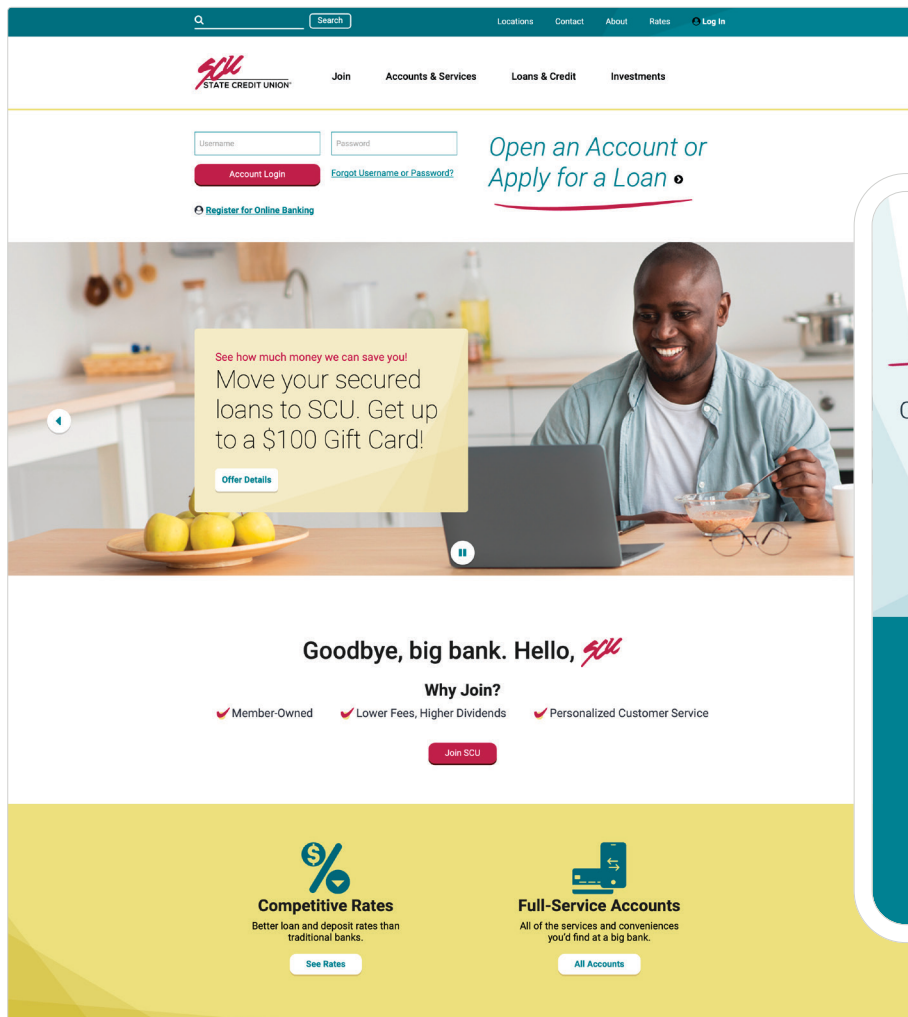 Search
Locations Contact About Rates Log In
SCU
STATE CREDIT UNION®
Join Accounts & Services Loans & Credit Investments
Username Password
Account Login Forgot Username or Password?
Register for Online Banking
Open an Account or
Apply for a Loan
See how much money we can save you!
Move your secured
loans to SCU. Get up
to a $100 Gift Card!
Offer Details
Goodbye, big bank. Hello, SCU
Why Join?
Member-Owned Lower Fees, Higher Dividends Personalized Customer Service
Join SCU
$
Competitive Rates
Better loan and deposit rates than
traditional banks.
See Rates
Full-Service Accounts
All of the services and conveniences
you'd find at a big bank.
All Accounts